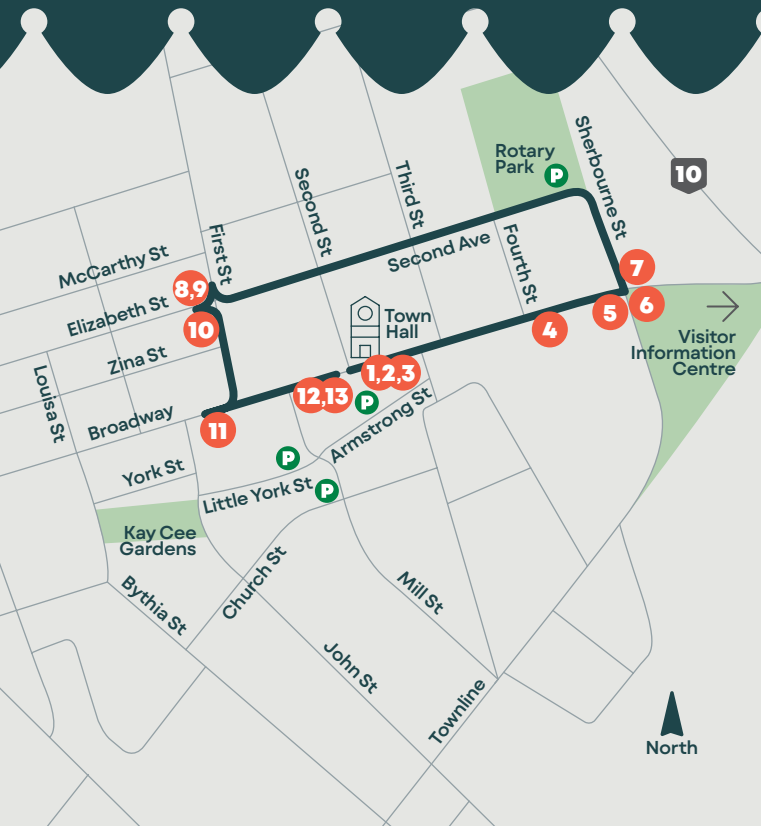 Rotary
Park
P
Sherbourne St
10
Second St
Third St
First St
Second Ave
Fourth St
McCarthy St
8,9
7
Elizabeth St
10
Town
Hall
4
5
6
Visitor
Information
Centre
Zina St
Louisa St
1,2,3
12,13
P
Broadway
11
Armstrong St
York St
P
Little York St
P
Kay Cee
Gardens
Church St
Bythia St
Mill St
John St
Townline
North